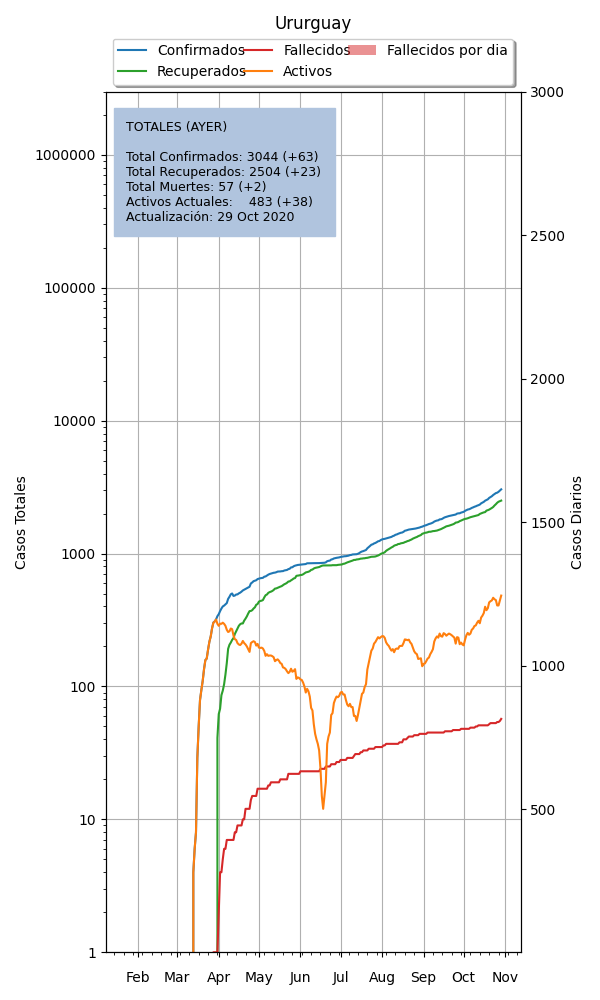 Ururguay
Confirmados Fallecidos Fallecidos por dia
Recuperados Activos
TOTALES (AYER)
Total Confirmados: 3044 (+63)
Total Recuperados: 2504 (+23)
Total Muertes: 57 (+2)
Activos Actuales: 483 (+38)
Actualización: 29 Oct 2020
Casos Totales
1000000
100000
10000
1000
100
10
1
3000
2500
2000
1500
1000
500
Casos Diarios
Feb Mar Apr May Jun Jul Aug Sep Oct Nov